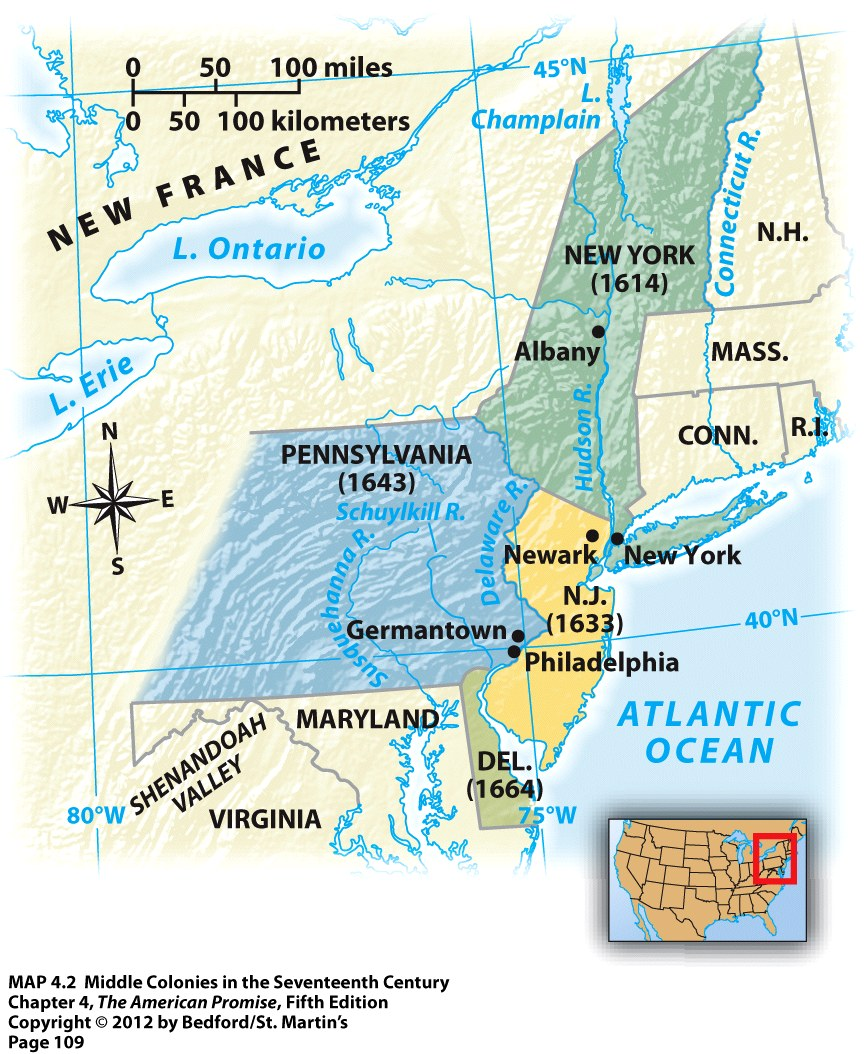 0 50 100 miles
0 50 100 kilometers
45°N
L.
Champlain
NEW FRANCE
Connecticut R.
L. Ontario
N.H.
NEW YORK
(1614)
Albany
MASS.
L. Erie
Hudson R.
CONN.
R.I.
N
W
E
S
PENNSYLVANIA
(1643)
Schuylkill R.
Delaware R.
Susquehanna R.
Newark
New York
N.J.
(1633)
40°N
Germantown
Philadelphia
ATLANTIC
OCEAN
MARYLAND
SHENANDOAH
VALLEY
DEL.
(1664)
80°W
VIRGINIA
75°W
MAP 4.2 Middle Colonies in the Seventeenth Century
Chapter 4, The American Promise, Fifth Edition
Copyright © 2012 by Bedford/St. Martin's
Page 109